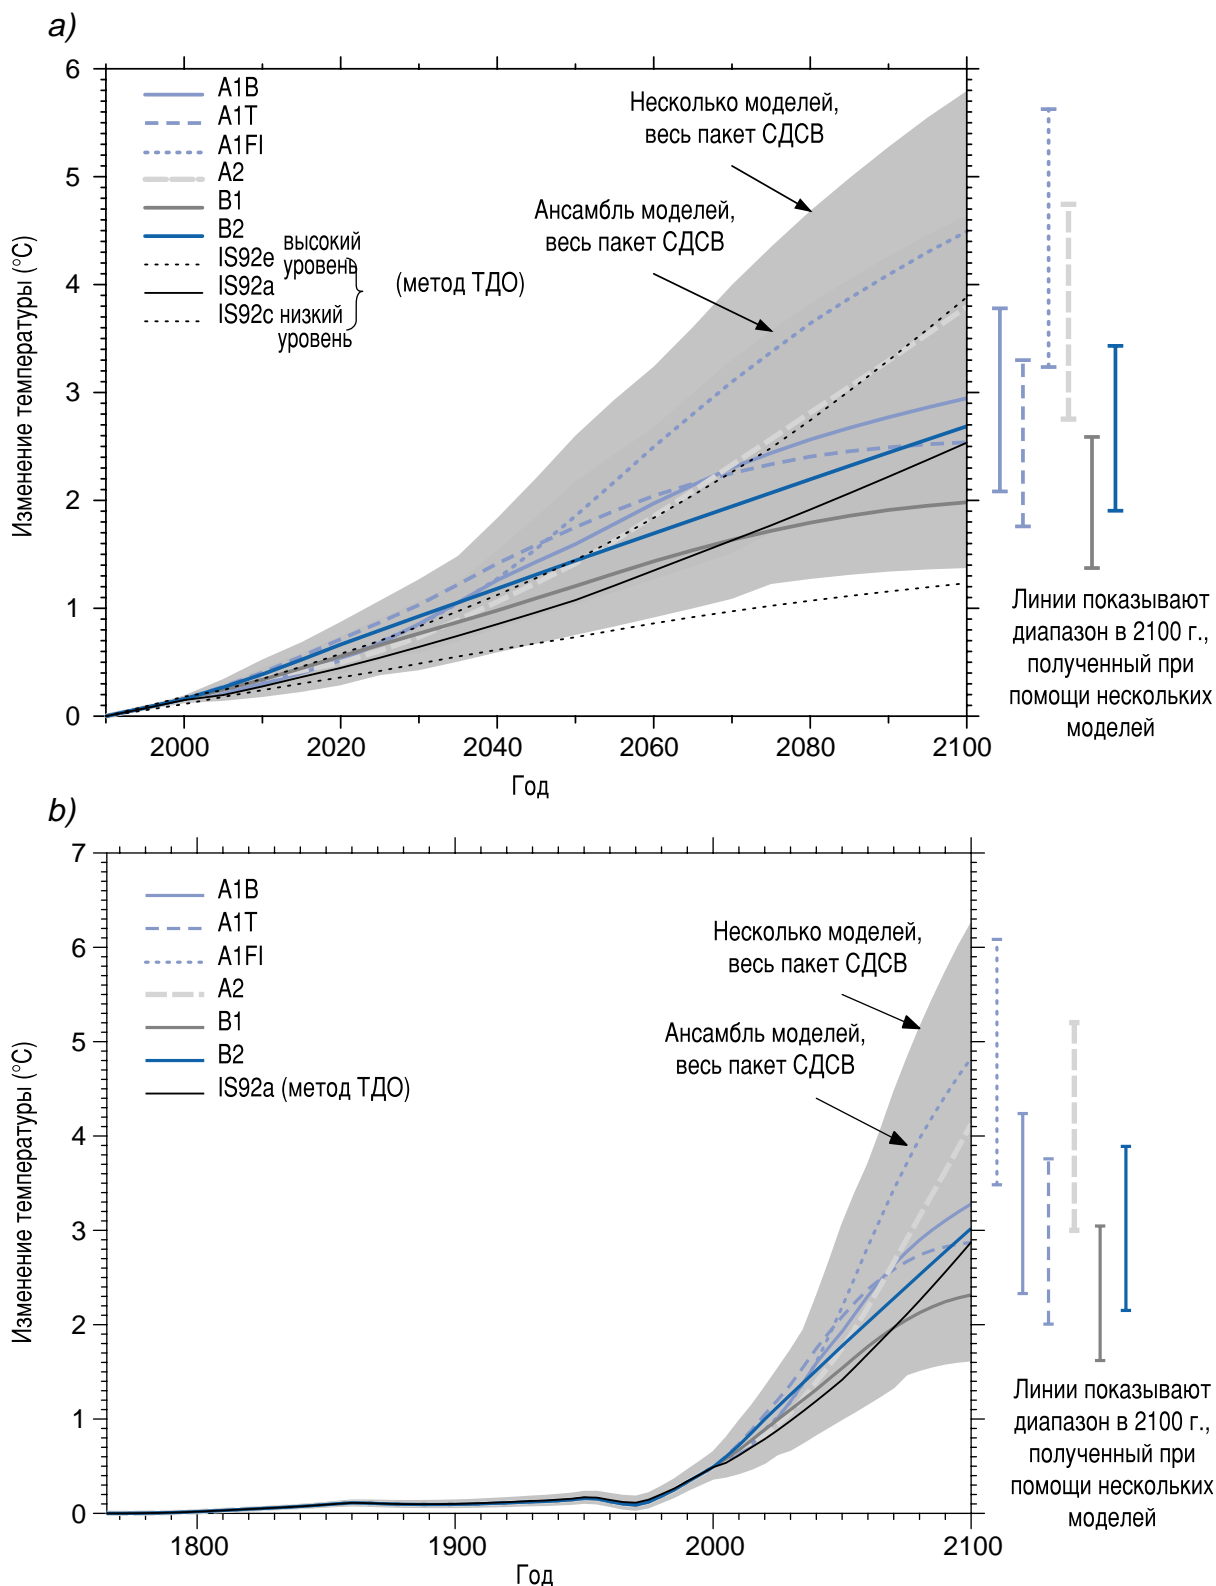 a)
6
5
4
3
2
1
0
Изменение температуры (°C)
A1B
A1T
A1FI
A2
B1
B2
IS92e высокий уровень
IS92a
IS92c низкий уровень
(метод ТДО)
Несколько моделей,
весь пакет СДСВ
Ансамбль моделей,
весь пакет СДСВ
2000 2020 2040 2060 2080 2100
Год
Линии показывают
диапазон в 2100 г.,
полученный при
помощи нескольких
моделей
b)
7
6
5
4
3
2
1
0
Изменение температуры (°C)
A1B
A1T
A1FI
A2
B1
B2
IS92a (метод ТДО)
Несколько моделей,
весь пакет СДСВ
Ансамбль моделей,
весь пакет СДСВ
1800 1900 2000 2100
Год
Линии показывают
диапазон в 2100 г.,
полученный при
помощи нескольких
моделей